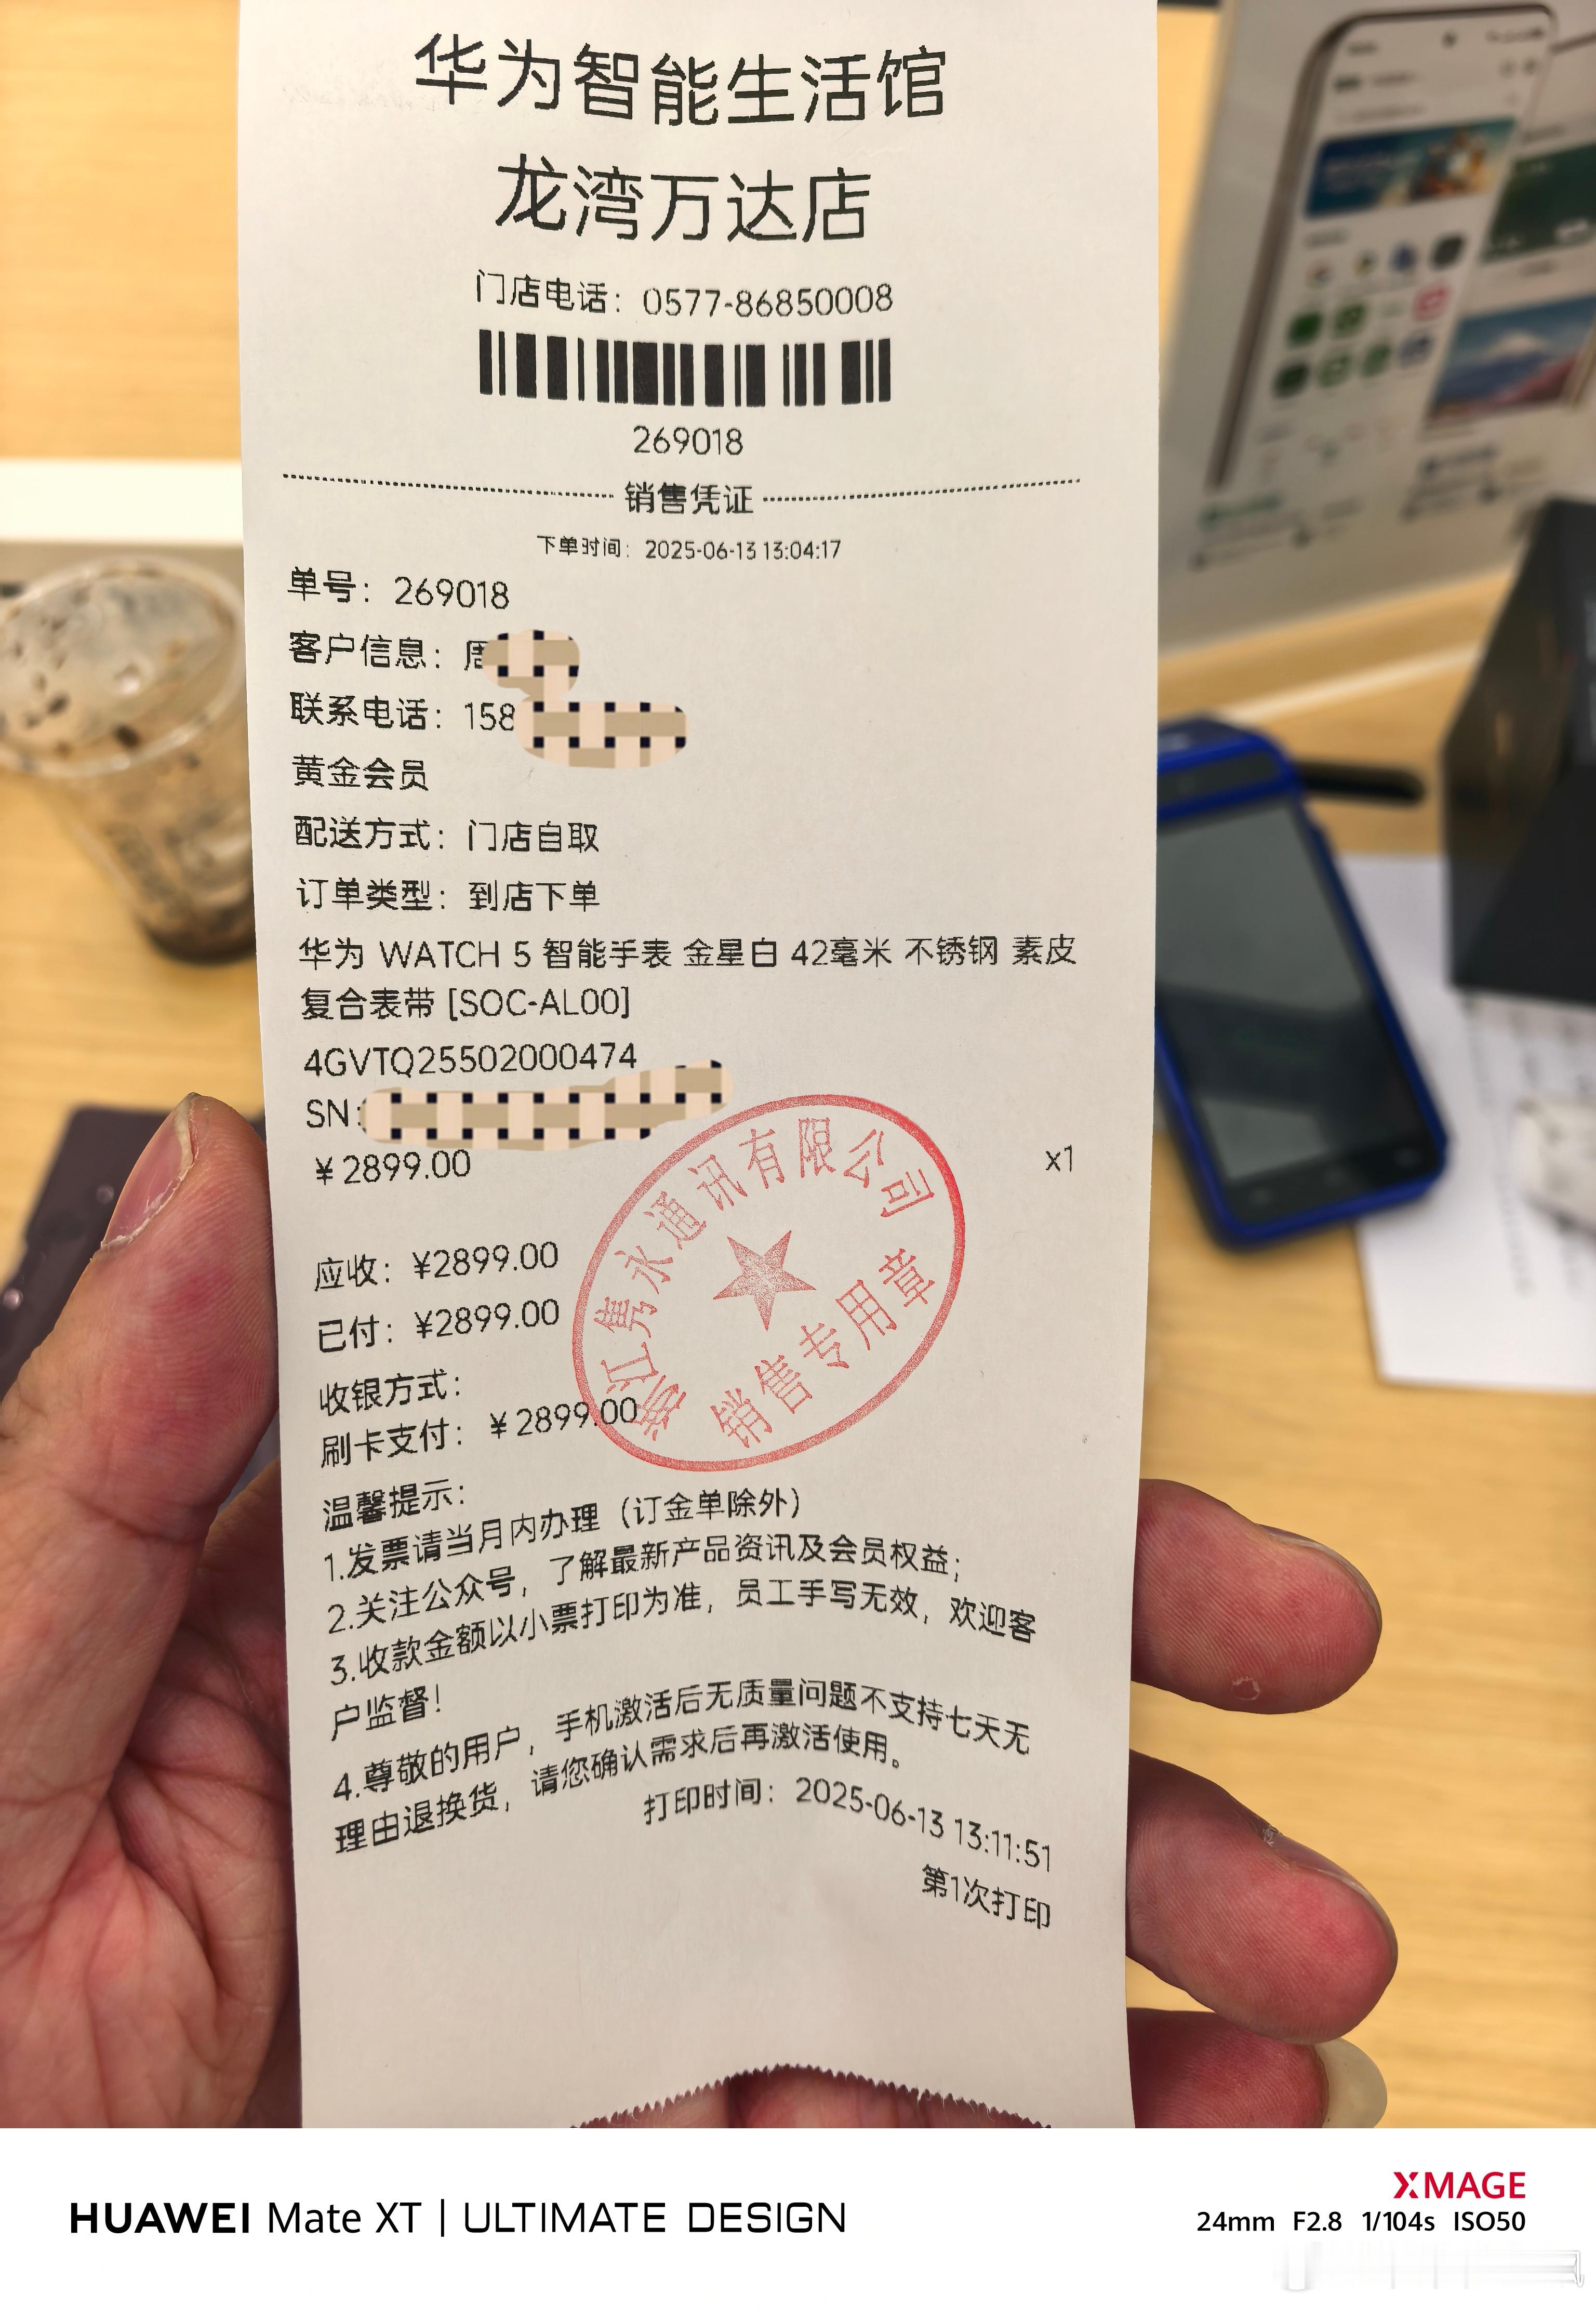 华为智能生活馆
龙湾万达店
门店电话：0577-86850008
269018
销售凭证
下单时间：2025-06-13 13:04:17
单号：269018
客户信息：周
联系电话：158
黄金会员
配送方式：门店自取
订单类型：到店下单
华为 WATCH 5 智能手表 金星白 42毫米 不锈钢 素皮
复合表带 [SOC-AL00]
4GVTQ25502000474
SN:
¥2899.00 x1
应收：¥2899.00
已付：¥2899.00
收银方式：
刷卡支付：¥2899.00
浙江隽永通讯有限公司
销售专用章
温馨提示：
1.发票请当月内办理（订金单除外）
2.关注公众号，了解最新产品资讯及会员权益；
3.收款金额以小票打印为准，员工手写无效，欢迎客
户监督！
4.尊敬的用户，手机激活后无质量问题不支持七天无
理由退换货，请您确认需求后再激活使用。
打印时间：2025-06-13 13:11:51
第1次打印
HUAWEI Mate XT | ULTIMATE DESIGN
XMAGE
24mm F2.8 1/104s ISO50